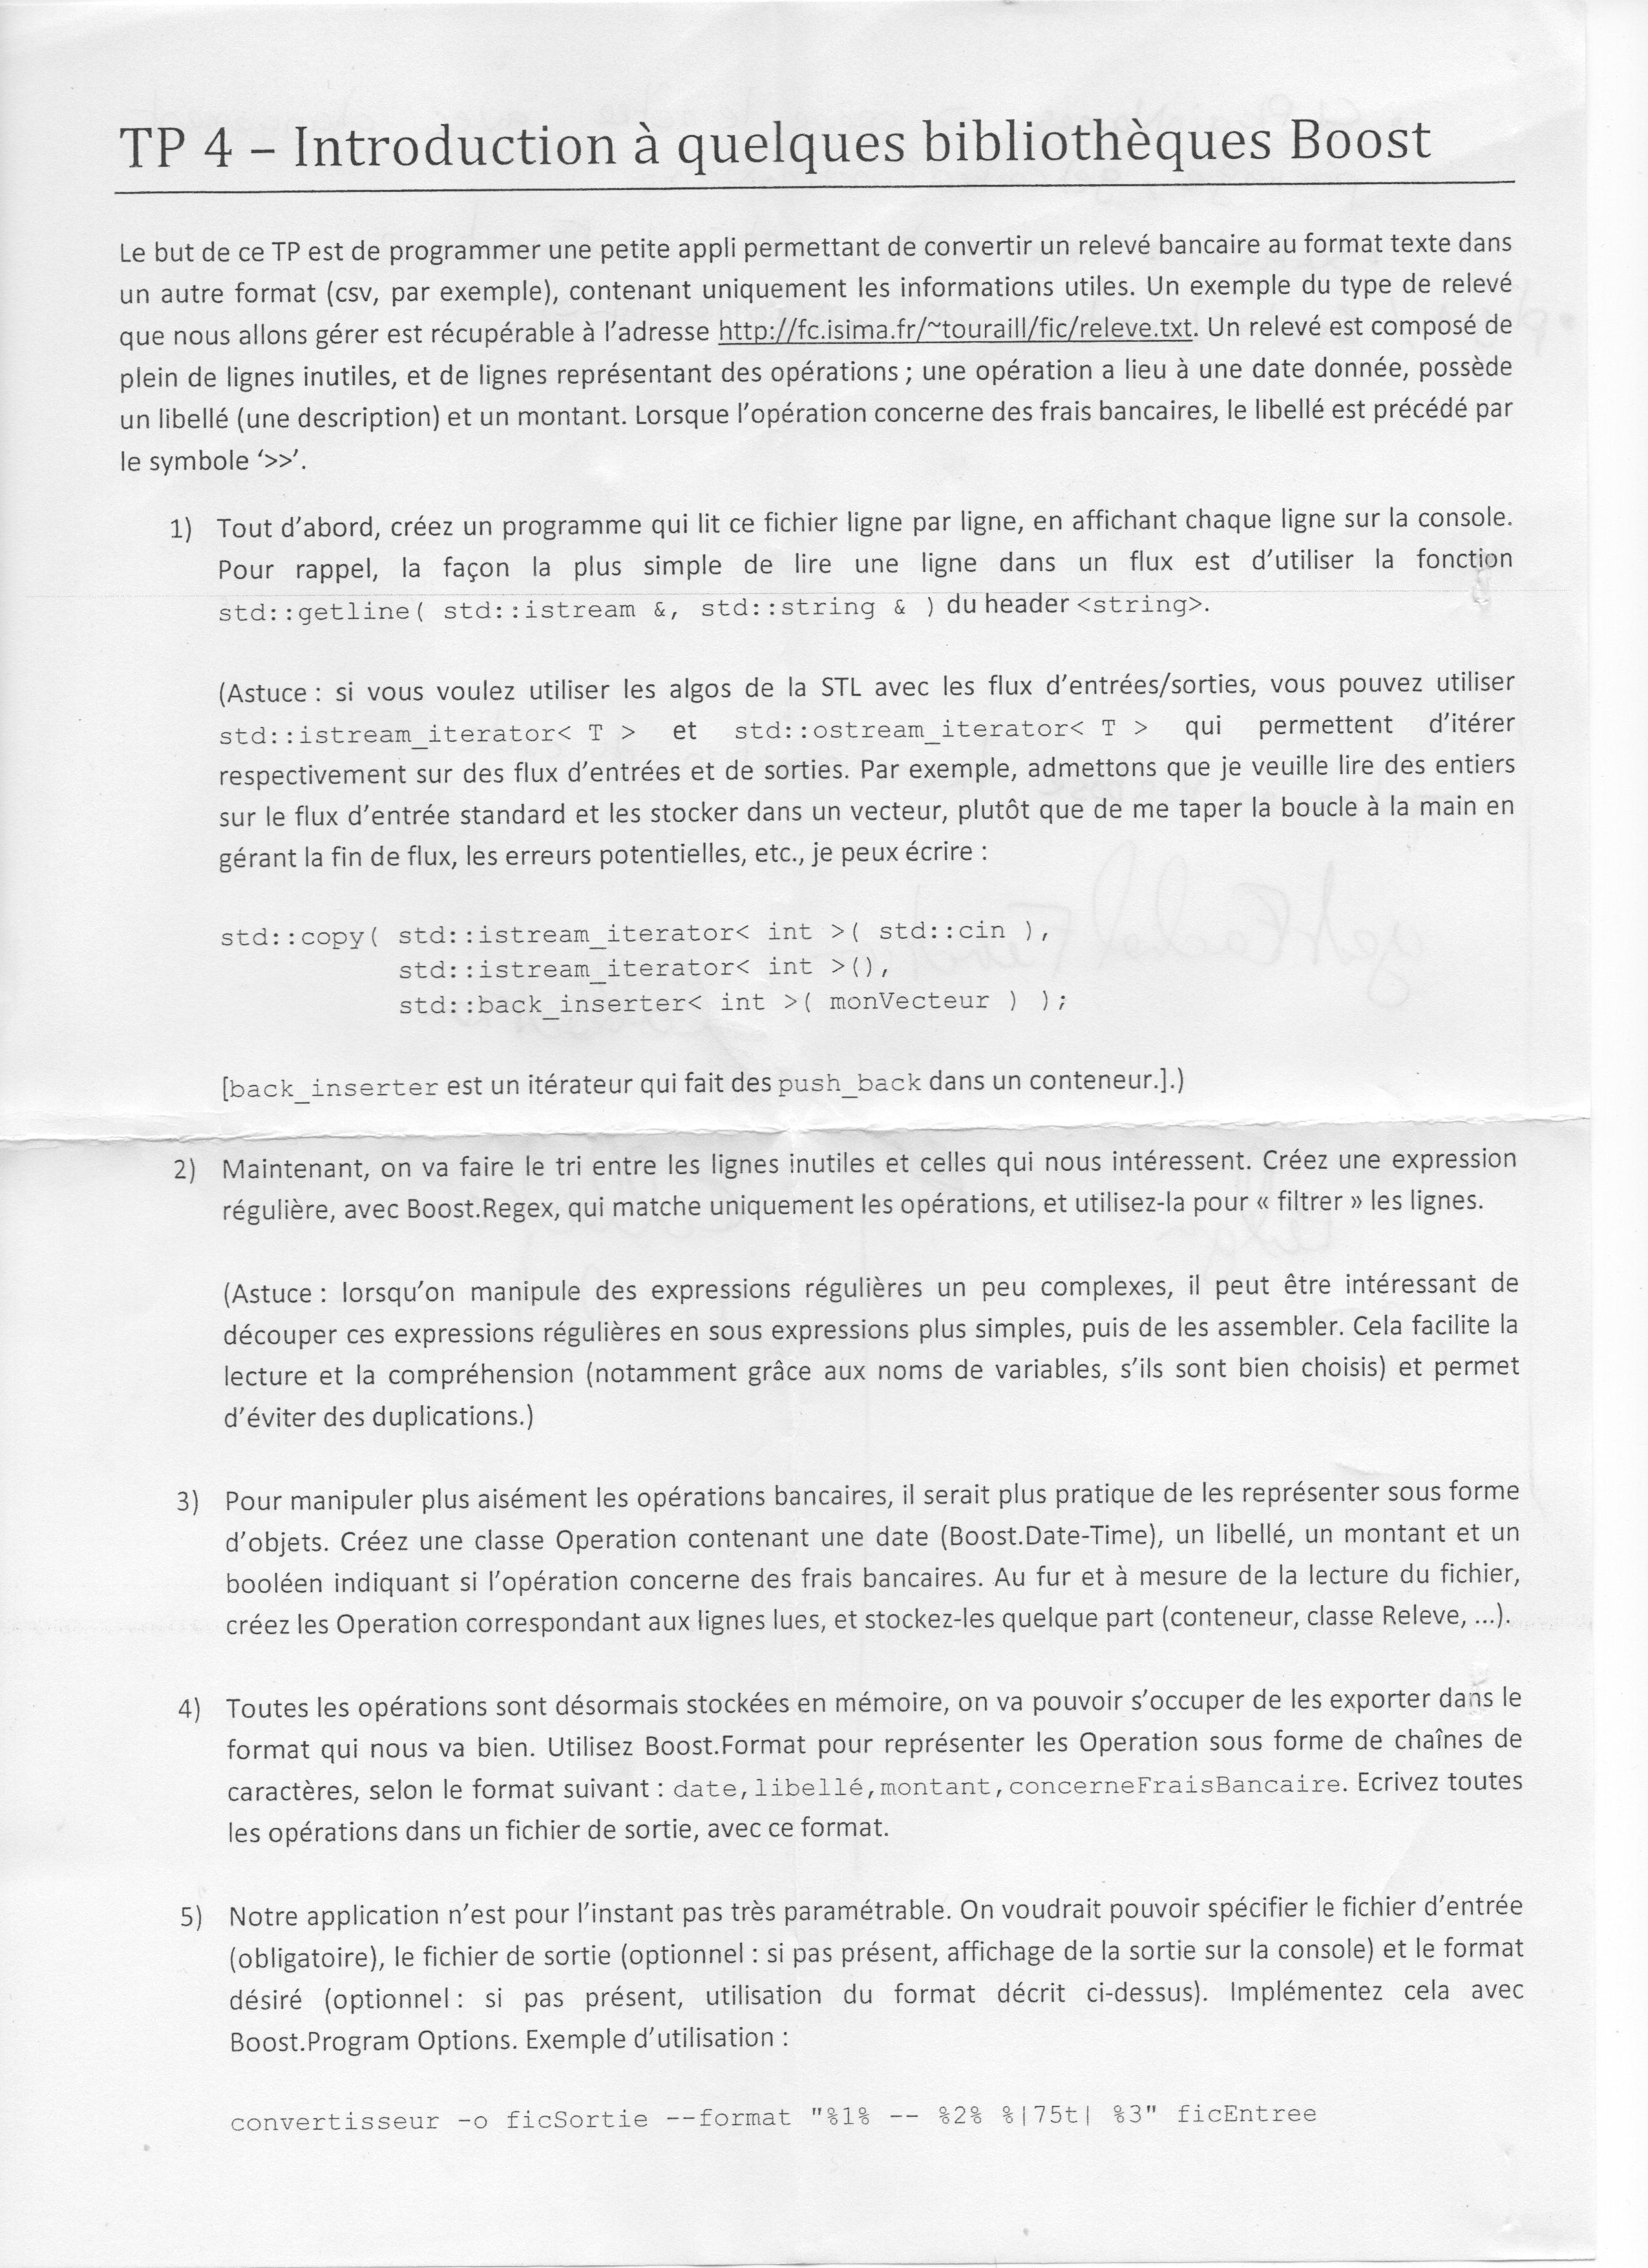 TP 4 – Introduction à quelques bibliothèques Boost
Le but de ce TP est de programmer une petite appli permettant de convertir un relevé bancaire au format texte dans
un autre format (csv, par exemple), contenant uniquement les informations utiles. Un exemple du type de relevé
que nous allons gérer est récupérable à l'adresse http://fc.isima.fr/~touraill/fic/releve.txt. Un relevé est composé de
plein de lignes inutiles, et de lignes représentant des opérations ; une opération a lieu à une date donnée, possède
un libellé (une description) et un montant. Lorsque l'opération concerne des frais bancaires, le libellé est précédé par
le symbole '>>'.
1) Tout d'abord, créez un programme qui lit ce fichier ligne par ligne, en affichant chaque ligne sur la console.
Pour rappel, la façon la plus simple de lire une ligne dans un flux est d'utiliser la fonction
std::getline( std::istream &, std::string & ) du header <string>.
(Astuce : si vous voulez utiliser les algos de la STL avec les flux d'entrées/sorties, vous pouvez utiliser
std::istream_iterator< T > et std::ostream_iterator< T > qui permettent d'itérer
respectivement sur des flux d'entrées et de sorties. Par exemple, admettons que je veuille lire des entiers
sur le flux d'entrée standard et les stocker dans un vecteur, plutôt que de me taper la boucle à la main en
gérant la fin de flux, les erreurs potentielles, etc., je peux écrire :
std::copy( std::istream_iterator< int >( std::cin ),
std::istream_iterator< int >(),
std::back_inserter< int >( monVecteur ) );
[back_inserter est un itérateur qui fait des push_back dans un conteneur.].)
2) Maintenant, on va faire le tri entre les lignes inutiles et celles qui nous intéressent. Créez une expression
régulière, avec Boost.Regex, qui matche uniquement les opérations, et utilisez-la pour « filtrer » les lignes.
(Astuce : lorsqu'on manipule des expressions régulières un peu complexes, il peut être intéressant de
découper ces expressions régulières en sous expressions plus simples, puis de les assembler. Cela facilite la
lecture et la compréhension (notamment grâce aux noms de variables, s'ils sont bien choisis) et permet
d'éviter des duplications.)
3) Pour manipuler plus aisément les opérations bancaires, il serait plus pratique de les représenter sous forme
d'objets. Créez une classe Operation contenant une date (Boost.Date-Time), un libellé, un montant et un
booléen indiquant si l'opération concerne des frais bancaires. Au fur et à mesure de la lecture du fichier,
créez les Operation correspondant aux lignes lues, et stockez-les quelque part (conteneur, classe Releve, ...).
4) Toutes les opérations sont désormais stockées en mémoire, on va pouvoir s'occuper de les exporter dans le
format qui nous va bien. Utilisez Boost.Format pour représenter les Operation sous forme de chaînes de
caractères, selon le format suivant : date,libellé,montant,concerneFraisBancaire. Ecrivez toutes
les opérations dans un fichier de sortie, avec ce format.
5) Notre application n'est pour l'instant pas très paramétrable. On voudrait pouvoir spécifier le fichier d'entrée
(obligatoire), le fichier de sortie (optionnel : si pas présent, affichage de la sortie sur la console) et le format
désiré (optionnel : si pas présent, utilisation du format décrit ci-dessus). Implémentez cela avec
Boost.Program Options. Exemple d'utilisation :
convertisseur -o ficSortie --format "%1% -- %2% %|75t| %3" ficEntree